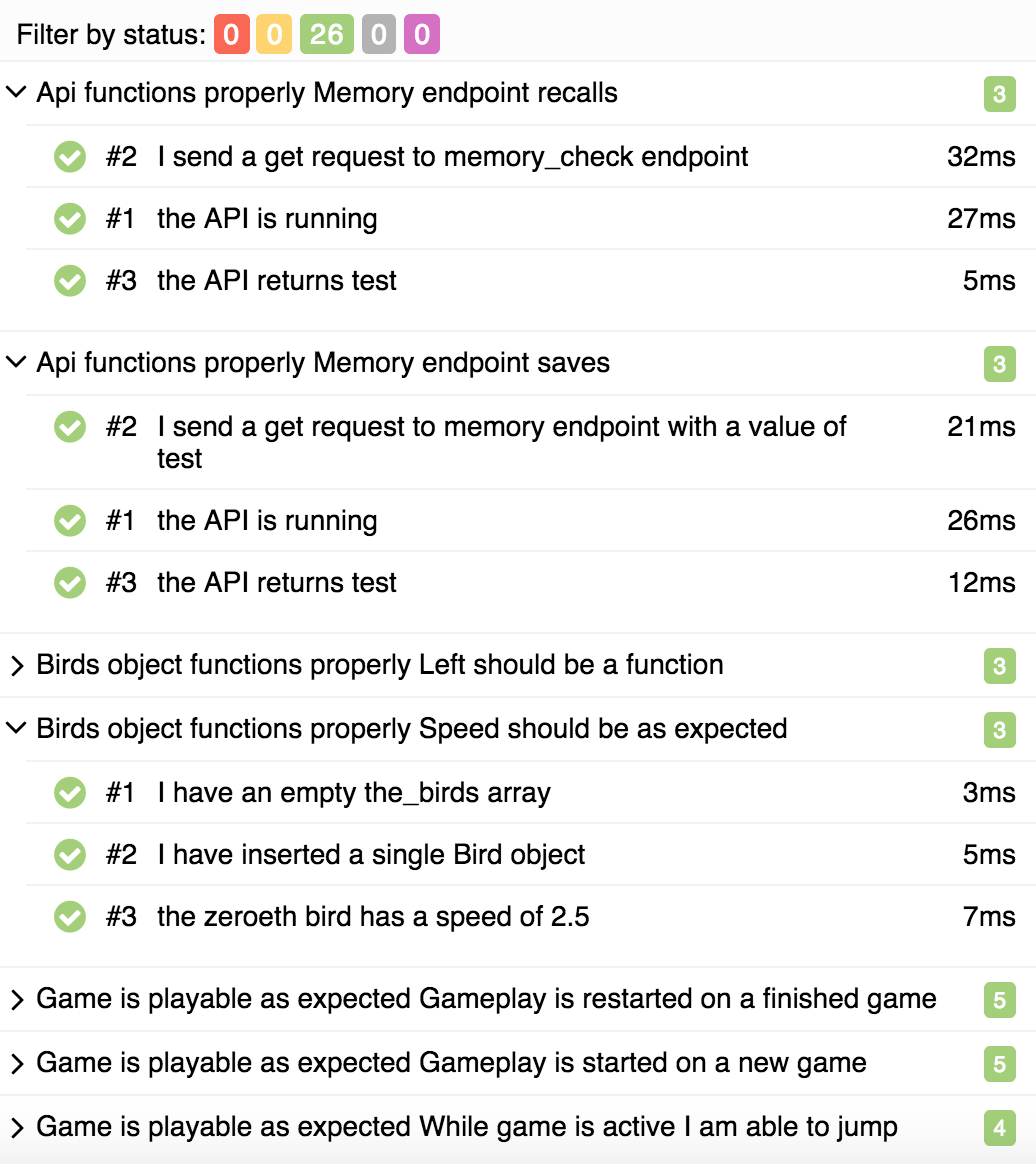 Filter by status: 0 0 26 0 0
Api functions properly Memory endpoint recalls 3
#2 I send a get request to memory_check endpoint 32ms
#1 the API is running 27ms
#3 the API returns test 5ms
Api functions properly Memory endpoint saves 3
#2 I send a get request to memory endpoint with a value of 21ms
test
#1 the API is running 26ms
#3 the API returns test 12ms
Birds object functions properly Left should be a function 3
Birds object functions properly Speed should be as expected 3
#1 I have an empty the_birds array 3ms
#2 I have inserted a single Bird object 5ms
#3 the zeroeth bird has a speed of 2.5 7ms
Game is playable as expected Gameplay is restarted on a finished game 5
Game is playable as expected Gameplay is started on a new game 5
Game is playable as expected While game is active I am able to jump 4